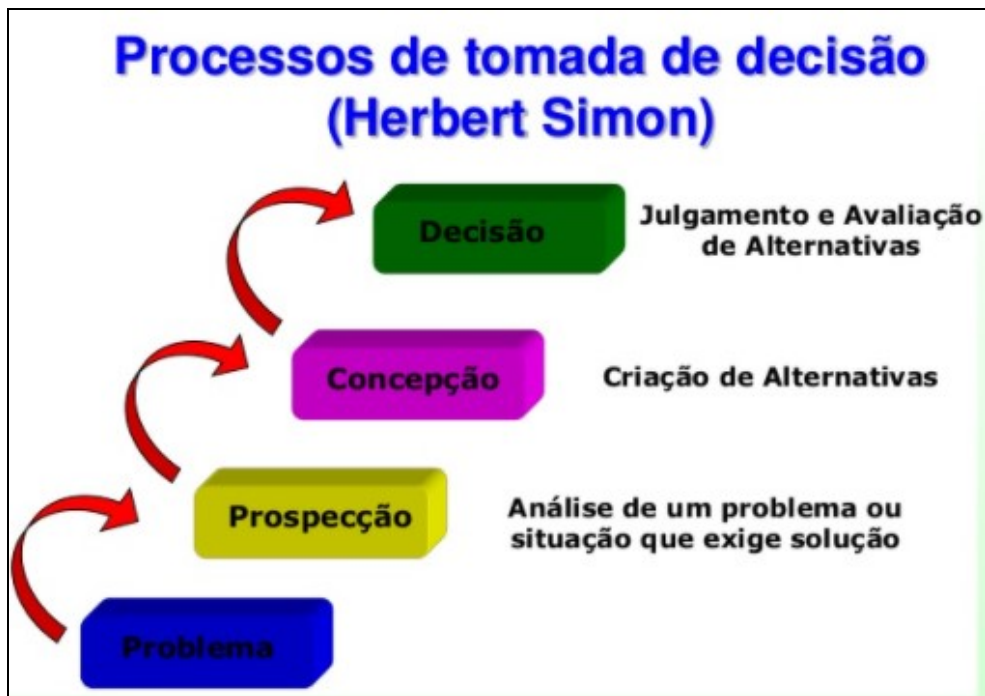 Processos de tomada de decisão
(Herbert Simon)
Decisão
Julgamento e Avaliação
de Alternativas
Concepção
Criação de Alternativas
Prospecção
Análise de um problema ou
situação que exige solução
Problema